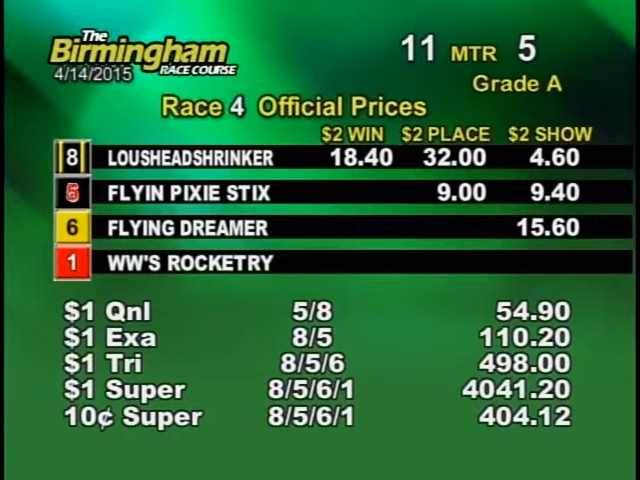 The
Birmingham
RACE COURSE
4/14/2015
11 MTR 5
Grade A
Race 4 Official Prices
$2 WIN $2 PLACE $2 SHOW
8 LOUSHEADSHRINKER 18.40 32.00 4.60
5 FLYIN PIXIE STIX 9.00 9.40
6 FLYING DREAMER 15.60
1 WW'S ROCKETRY
$1 Qnl 5/8 54.90
$1 Exa 8/5 110.20
$1 Tri 8/5/6 498.00
$1 Super 8/5/6/1 4041.20
10¢ Super 8/5/6/1 404.12